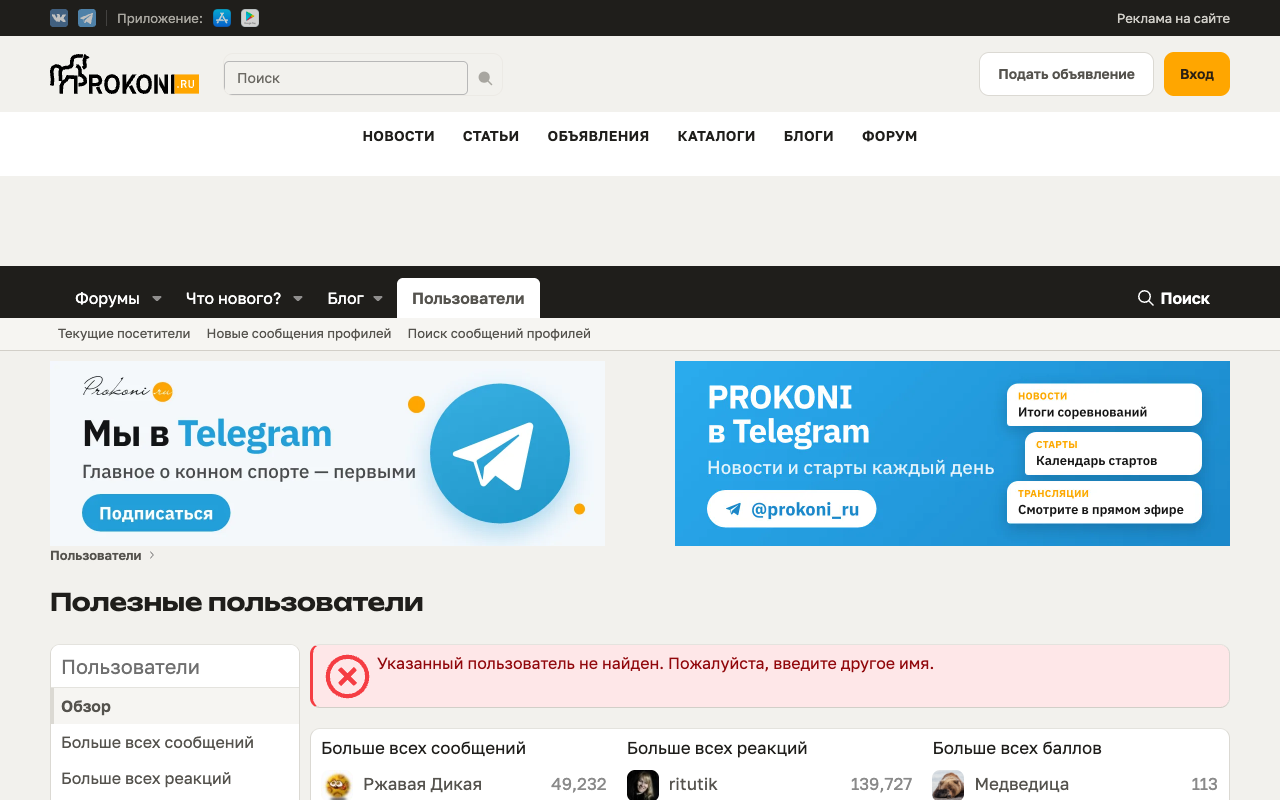 Приложение:
Реклама на сайте
PROKONI.RU
Поиск
Подать объявление
Вход
НОВОСТИ СТАТЬИ ОБЪЯВЛЕНИЯ КАТАЛОГИ БЛОГИ ФОРУМ
Форумы Что нового? Блог Пользователи Поиск
Текущие посетители Новые сообщения профилей Поиск сообщений профилей
Prokoni.ru
Мы в Telegram
Главное о конном спорте — первыми
Подписаться
PROKONI
в Telegram
Новости и старты каждый день
@prokoni_ru
НОВОСТИ
Итоги соревнований
СТАРТЫ
Календарь стартов
ТРАНСЛЯЦИИ
Смотрите в прямом эфире
Пользователи
Полезные пользователи
Пользователи
Обзор
Больше всех сообщений
Больше всех реакций
Указанный пользователь не найден. Пожалуйста, введите другое имя.
Больше всех сообщений
Ржавая Дикая 49,232
Больше всех реакций
ritutik 139,727
Больше всех баллов
Медведица 113